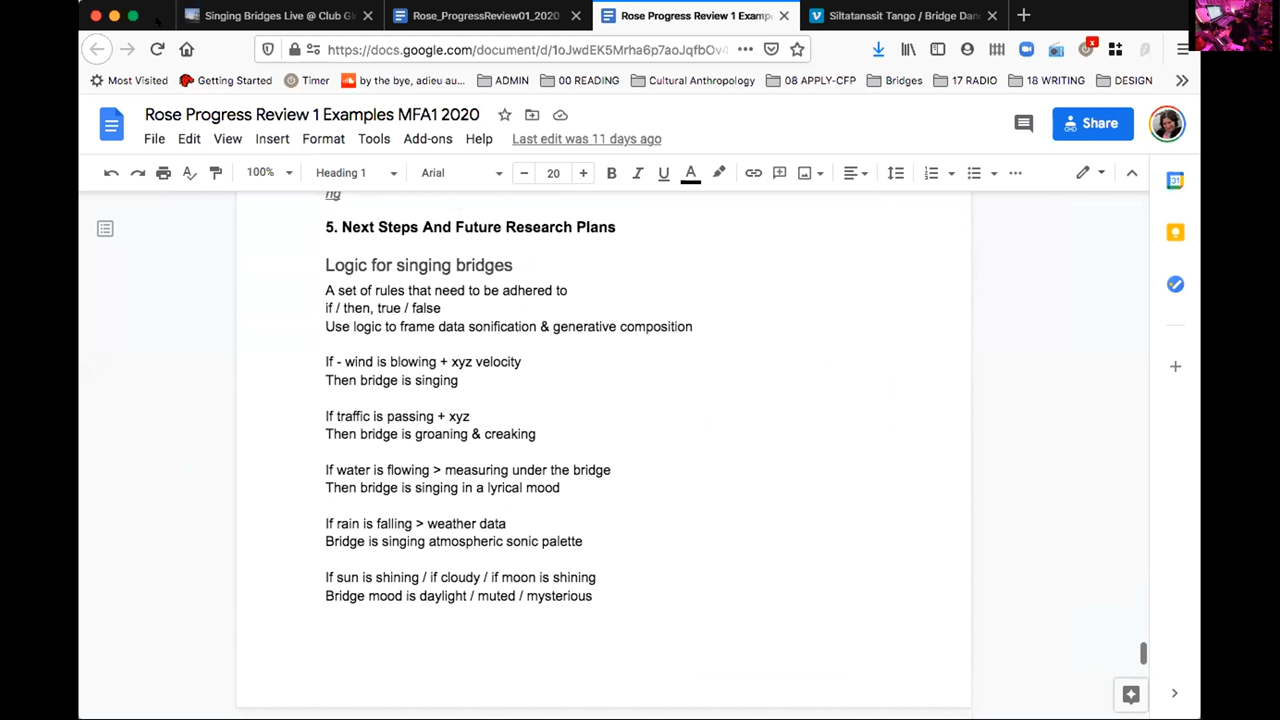 Singing Bridges Live @ Club Gl
Rose_ProgressReview01_2020
Rose Progress Review 1 Examp
Siltatanssit Tango / Bridge Dan
https://docs.google.com/document/d/1oJwdEK5Mrha6p7aoJqfbOv
Most Visited
Getting Started
Timer
by the bye, adieu au...
ADMIN
00 READING
Cultural Anthropology
08 APPLY-CFP
Bridges
17 RADIO
18 WRITING
DESIGN
Rose Progress Review 1 Examples MFA1 2020
File Edit View Insert Format Tools Add-ons Help Last edit was 11 days ago
Share
100% Heading 1 Arial 20 B I U A
ng
5. Next Steps And Future Research Plans
Logic for singing bridges
A set of rules that need to be adhered to
if / then, true / false
Use logic to frame data sonification & generative composition
If - wind is blowing + xyz velocity
Then bridge is singing
If traffic is passing + xyz
Then bridge is groaning & creaking
If water is flowing > measuring under the bridge
Then bridge is singing in a lyrical mood
If rain is falling > weather data
Bridge is singing atmospheric sonic palette
If sun is shining / if cloudy / if moon is shining
Bridge mood is daylight / muted / mysterious